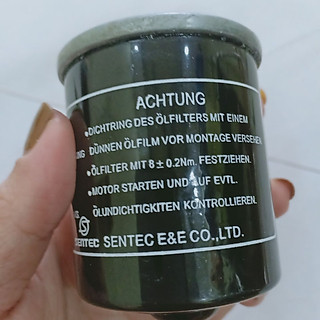 ACHTUNG
• DICHTRING DES ÖLFILTERS MIT EINEM
DÜNNEN ÖLFILM VOR MONTAGE VERSEHEN.
• ÖLFILTER MIT 8 ± 0.2Nm. FESTZIEHEN.
• MOTOR STARTEN UND AUF EVTL.
ÖLUNDICHTIGKITEN KONTROLLIEREN.
SENTEC SENTEC E&E CO.,LTD.